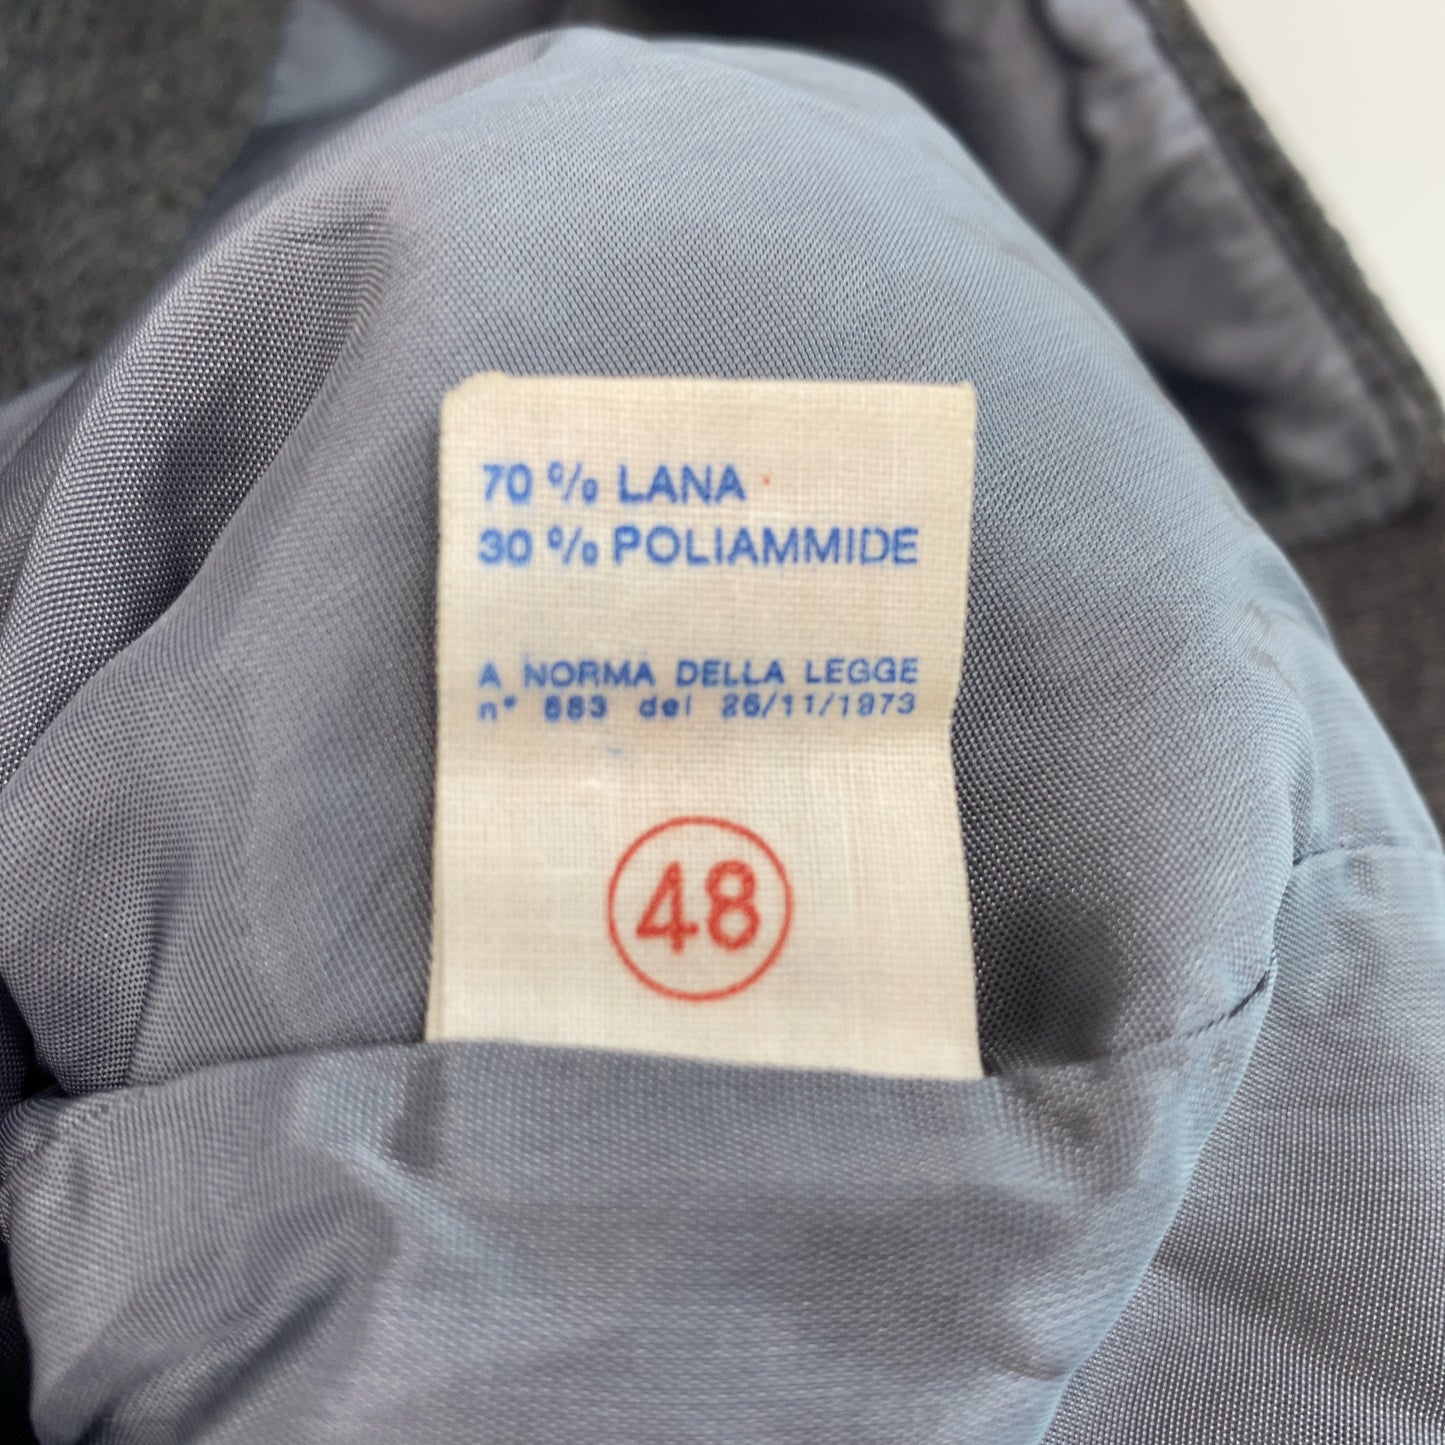 70 % LANA
30 % POLIAMMIDE
A NORMA DELLA LEGGE
n° 883 del 26/11/1973
48